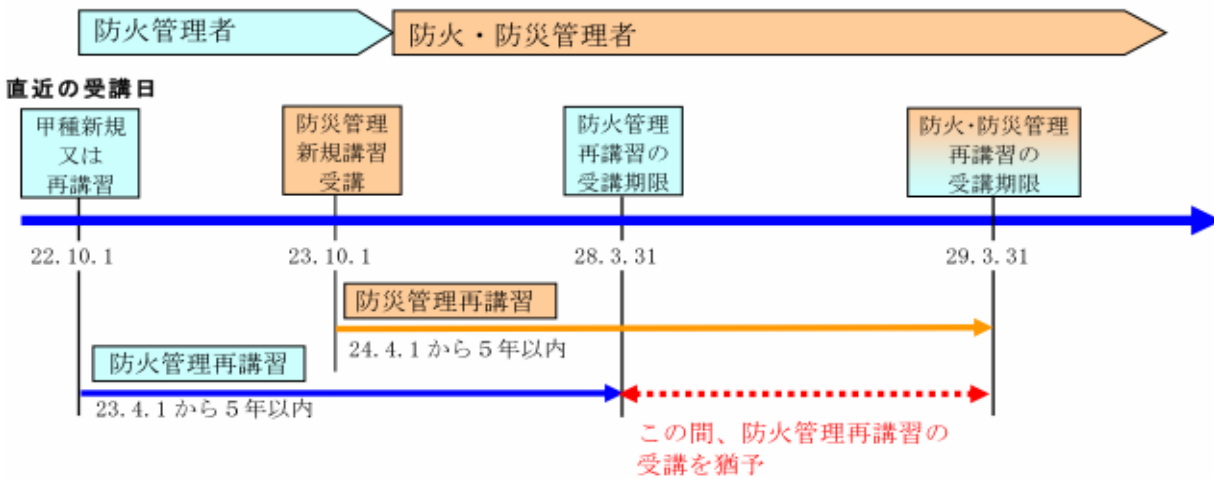 防火管理者
防火・防災管理者
直近の受講日
甲種新規
又は
再講習
防災管理
新規講習
受講
防火管理
再講習の
受講期限
防火・防災管理
再講習の
受講期限
22.10.1
23.10.1
28.3.31
29.3.31
防災管理再講習
24.4.1から5年以内
防火管理再講習
23.4.1から5年以内
この間、防火管理再講習の
受講を猶予